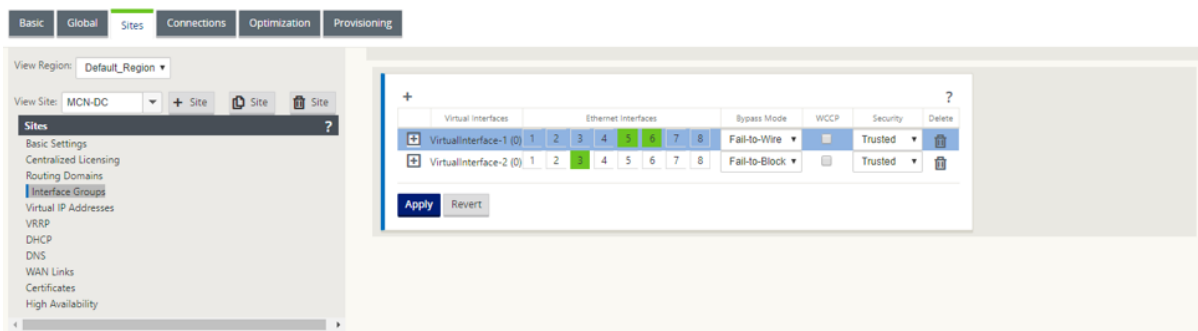 Basic Global Sites Connections Optimization Provisioning
View Region: Default_Region
View Site: MCN-DC + Site Site Site
Sites ?
Basic Settings
Centralized Licensing
Routing Domains
Interface Groups
Virtual IP Addresses
VRRP
DHCP
DNS
WAN Links
Certificates
High Availability
+ ?
Virtual Interfaces Ethernet Interfaces Bypass Mode WCCP Security Delete
+ VirtualInterface-1 (0) 1 2 3 4 5 6 7 8 Fail-to-Wire Trusted
+ VirtualInterface-2 (0) 1 2 3 4 5 6 7 8 Fail-to-Block Trusted
Apply Revert